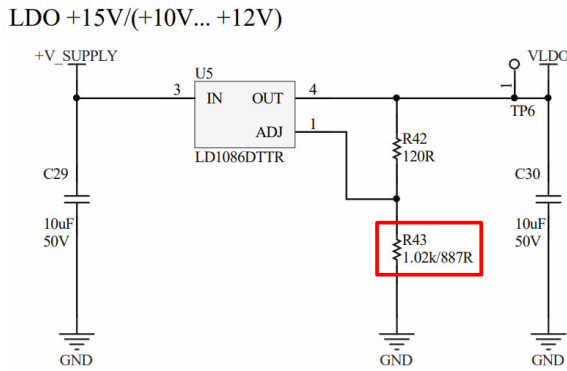 LDO +15V/(+10V... +12V)
+V_SUPPLY
VLDO
U5
3
IN
OUT
4
1
TP6
ADJ
1
LD1086DTTR
R42
120R
C29
10uF
50V
R43
1.02k/887R
C30
10uF
50V
GND
GND
GND